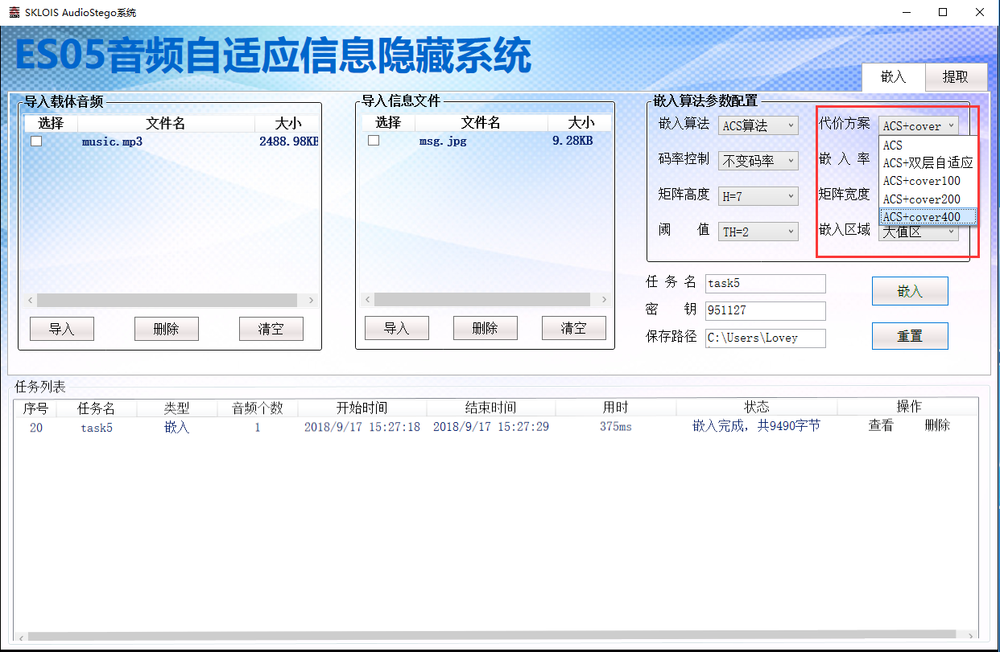 SKLOIS AudioStego系统
ES05音频自适应信息隐藏系统
嵌入 提取
导入载体音频
选择 文件名 大小
music.mp3 2488.98KB
导入 删除 清空
导入信息文件
选择 文件名 大小
msg.jpg 9.28KB
导入 删除 清空
嵌入算法参数配置
嵌入算法 ACS算法 代价方案 ACS+cover
ACS
码率控制 不变码率 嵌入率 ACS+双层自适应
ACS+cover100
矩阵高度 H=7 矩阵宽度 ACS+cover200
ACS+cover400
阈值 TH=2 嵌入区域 大值区
任务名 task5 嵌入
密钥 951127
保存路径 C:\Users\Lovey 重置
任务列表
序号 任务名 类型 音频个数 开始时间 结束时间 用时 状态 操作
20 task5 嵌入 1 2018/9/17 15:27:18 2018/9/17 15:27:29 375ms 嵌入完成，共9490字节 查看 删除